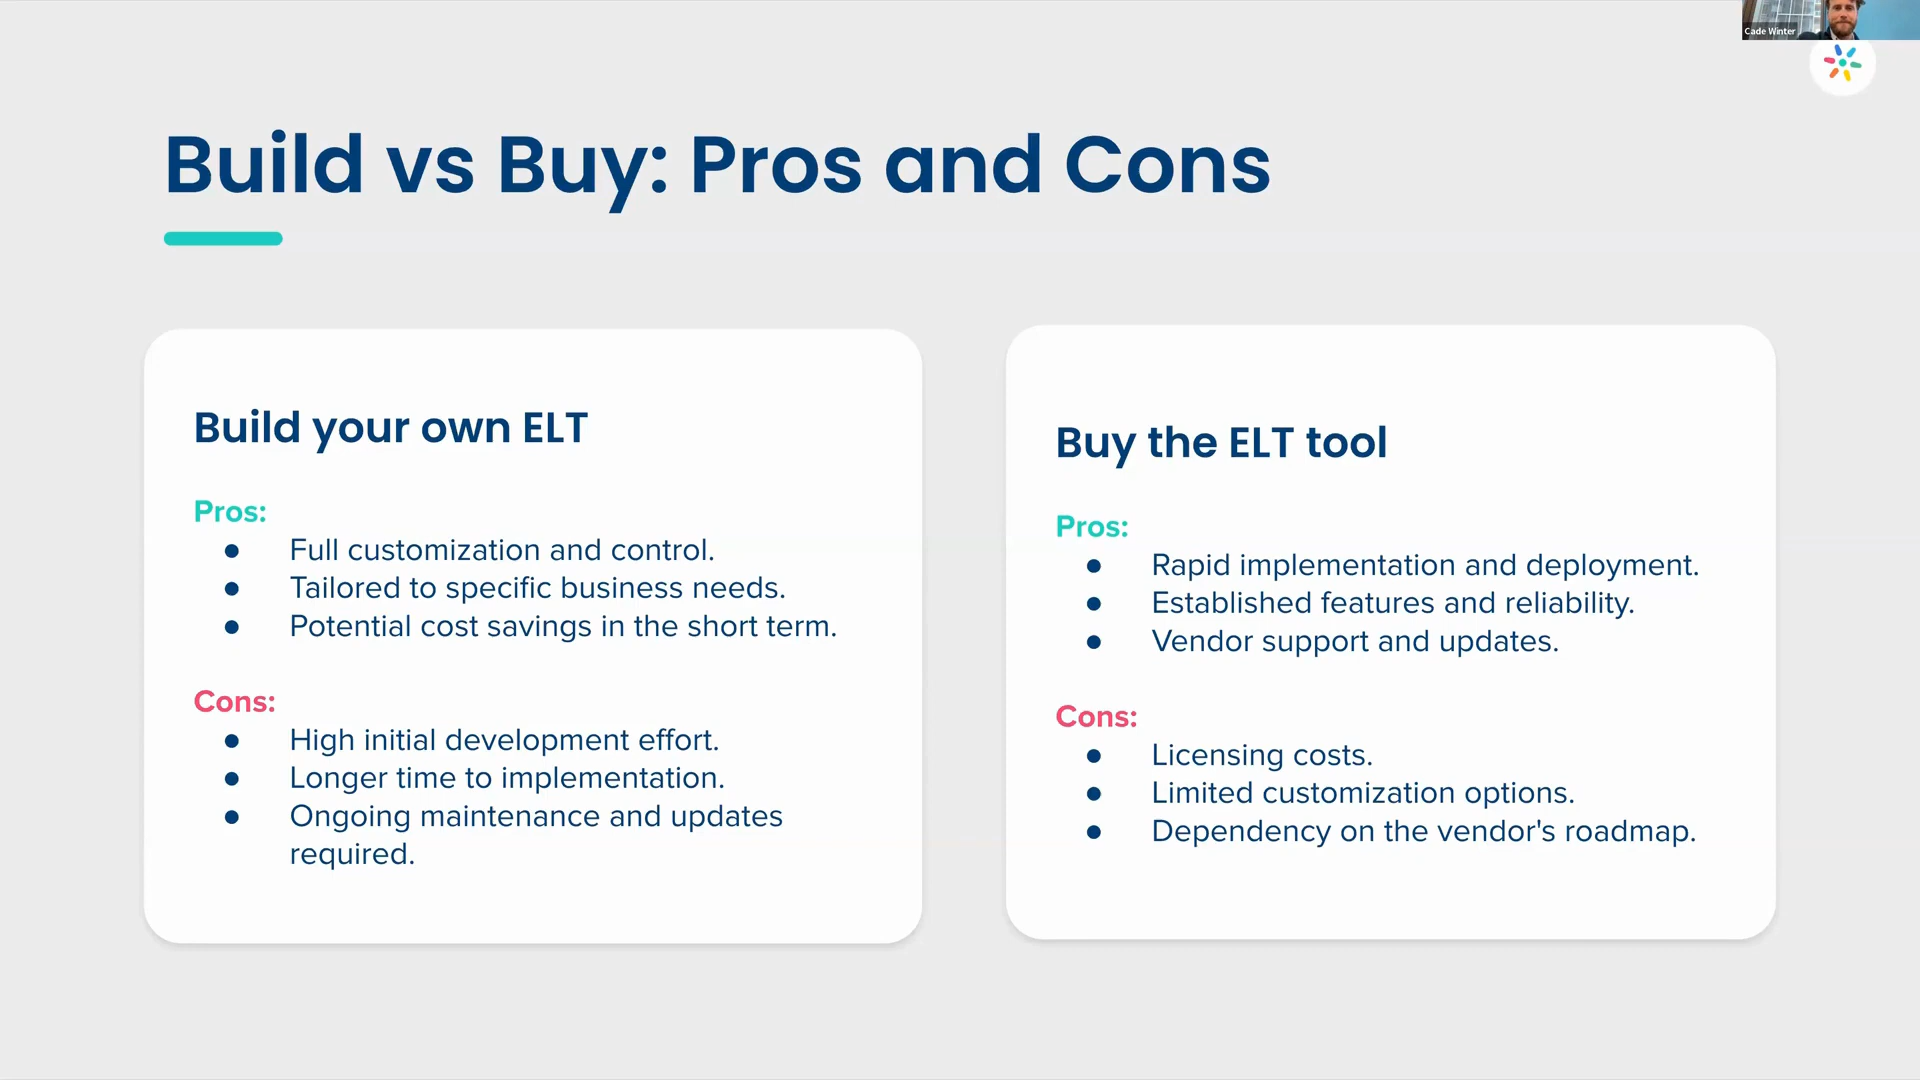 Cade Winter
Build vs Buy: Pros and Cons
Build your own ELT
Pros:
● Full customization and control.
● Tailored to specific business needs.
● Potential cost savings in the short term.
Cons:
● High initial development effort.
● Longer time to implementation.
● Ongoing maintenance and updates
required.
Buy the ELT tool
Pros:
● Rapid implementation and deployment.
● Established features and reliability.
● Vendor support and updates.
Cons:
● Licensing costs.
● Limited customization options.
● Dependency on the vendor's roadmap.